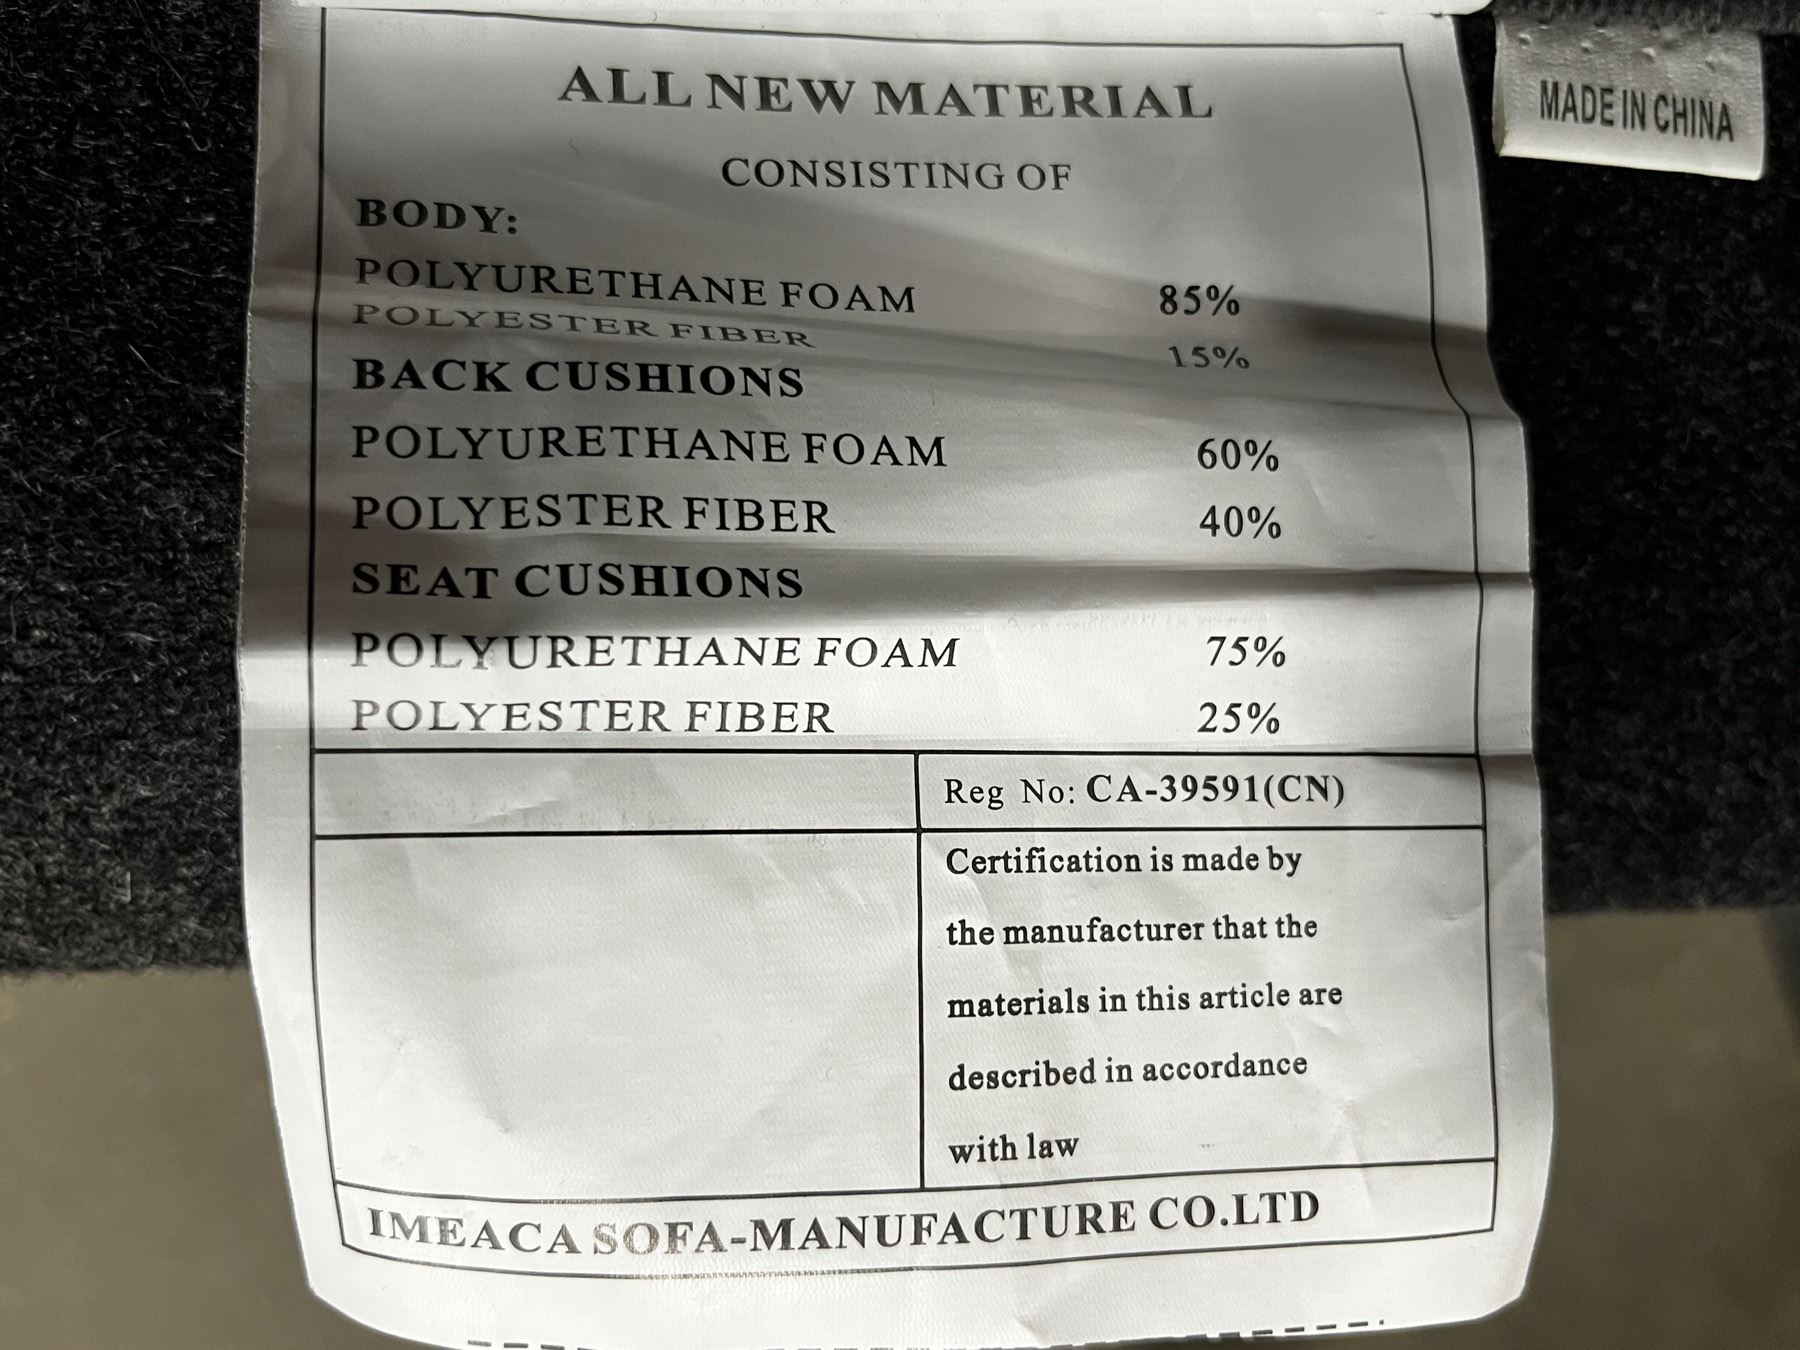 ALL NEW MATERIAL
CONSISTING OF
BODY:
POLYURETHANE FOAM 85%
POLYESTER FIBER 15%
BACK CUSHIONS
POLYURETHANE FOAM 60%
POLYESTER FIBER 40%
SEAT CUSHIONS
POLYURETHANE FOAM 75%
POLYESTER FIBER 25%
Reg No: CA-39591(CN)
Certification is made by
the manufacturer that the
materials in this article are
described in accordance
with law
IMEACA SOFA-MANUFACTURE CO.LTD
MADE IN CHINA